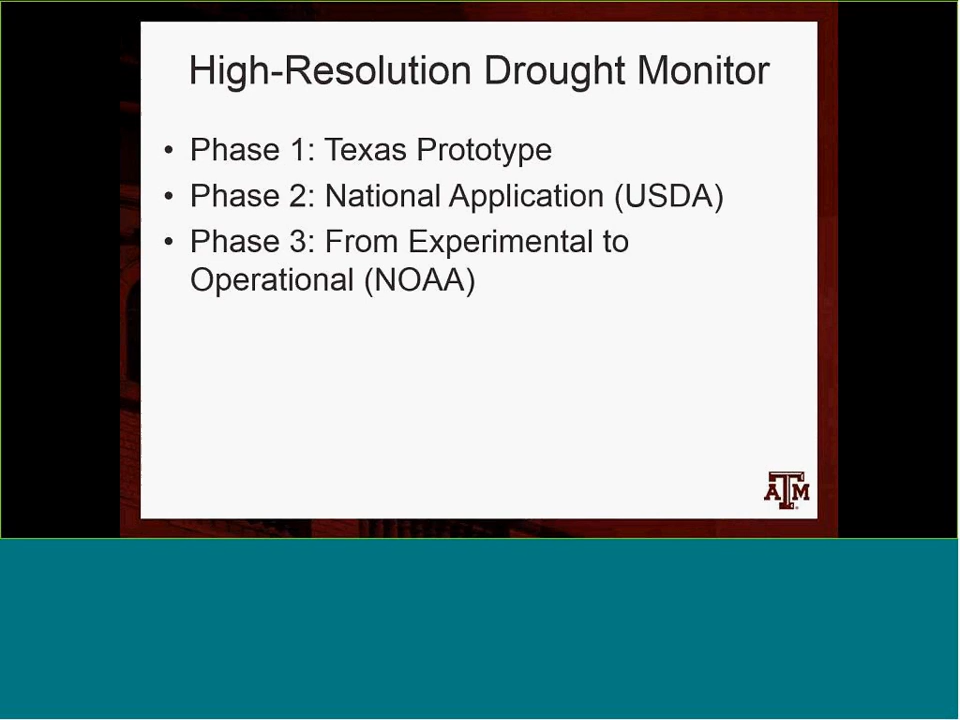 High-Resolution Drought Monitor
• Phase 1: Texas Prototype
• Phase 2: National Application (USDA)
• Phase 3: From Experimental to
Operational (NOAA)
ATM